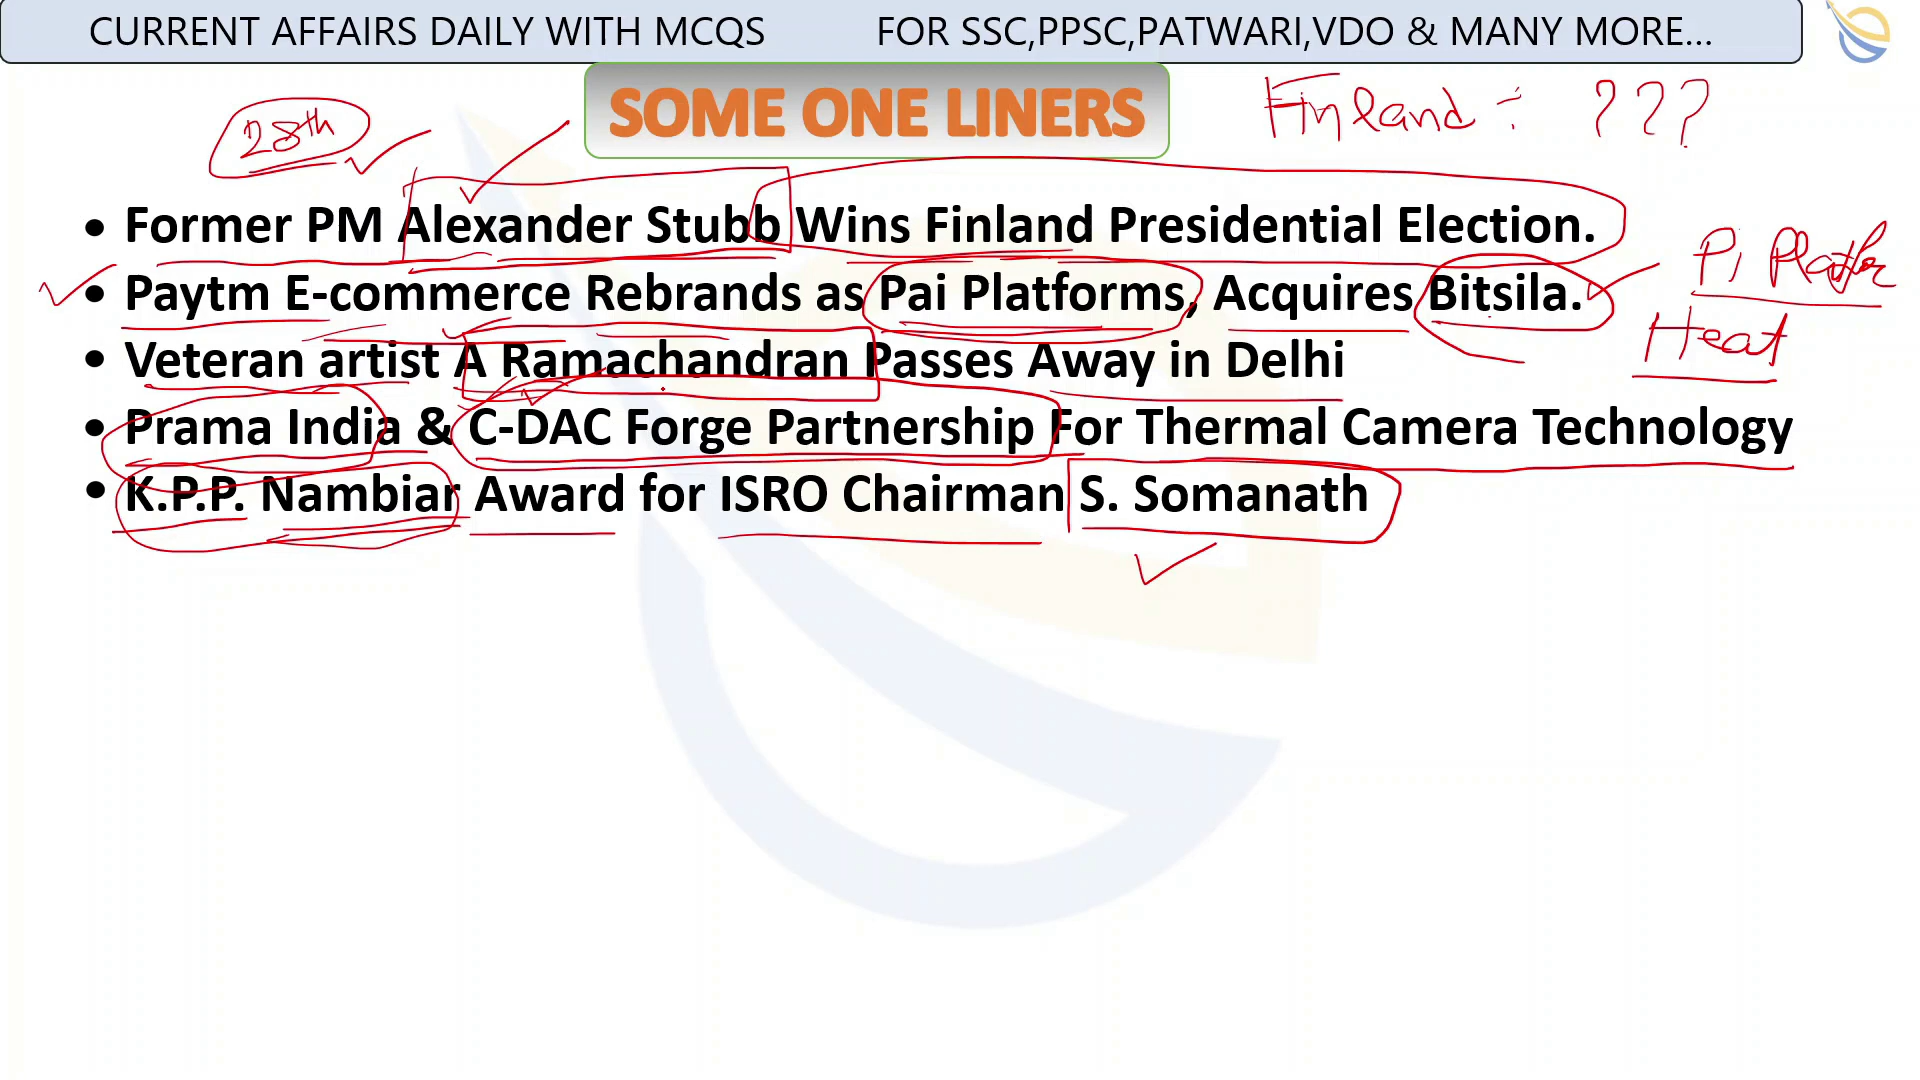 CURRENT AFFAIRS DAILY WITH MCQS FOR SSC,PPSC,PATWARI,VDO & MANY MORE...
SOME ONE LINERS
Finland : ???
28th
• Former PM Alexander Stubb Wins Finland Presidential Election.
• Paytm E-commerce Rebrands as Pai Platforms, Acquires Bitsila.
Heat
• Veteran artist A Ramachandran Passes Away in Delhi
• Prama India & C-DAC Forge Partnership For Thermal Camera Technology
• K.P.P. Nambiar Award for ISRO Chairman S. Somanath